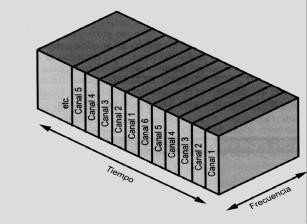 etc.
Canal 5
Canal 4
Canal 3
Canal 2
Canal 1
Canal 6
Canal 5
Canal 4
Canal 3
Canal 2
Canal 1
Tiempo
Frecuencia